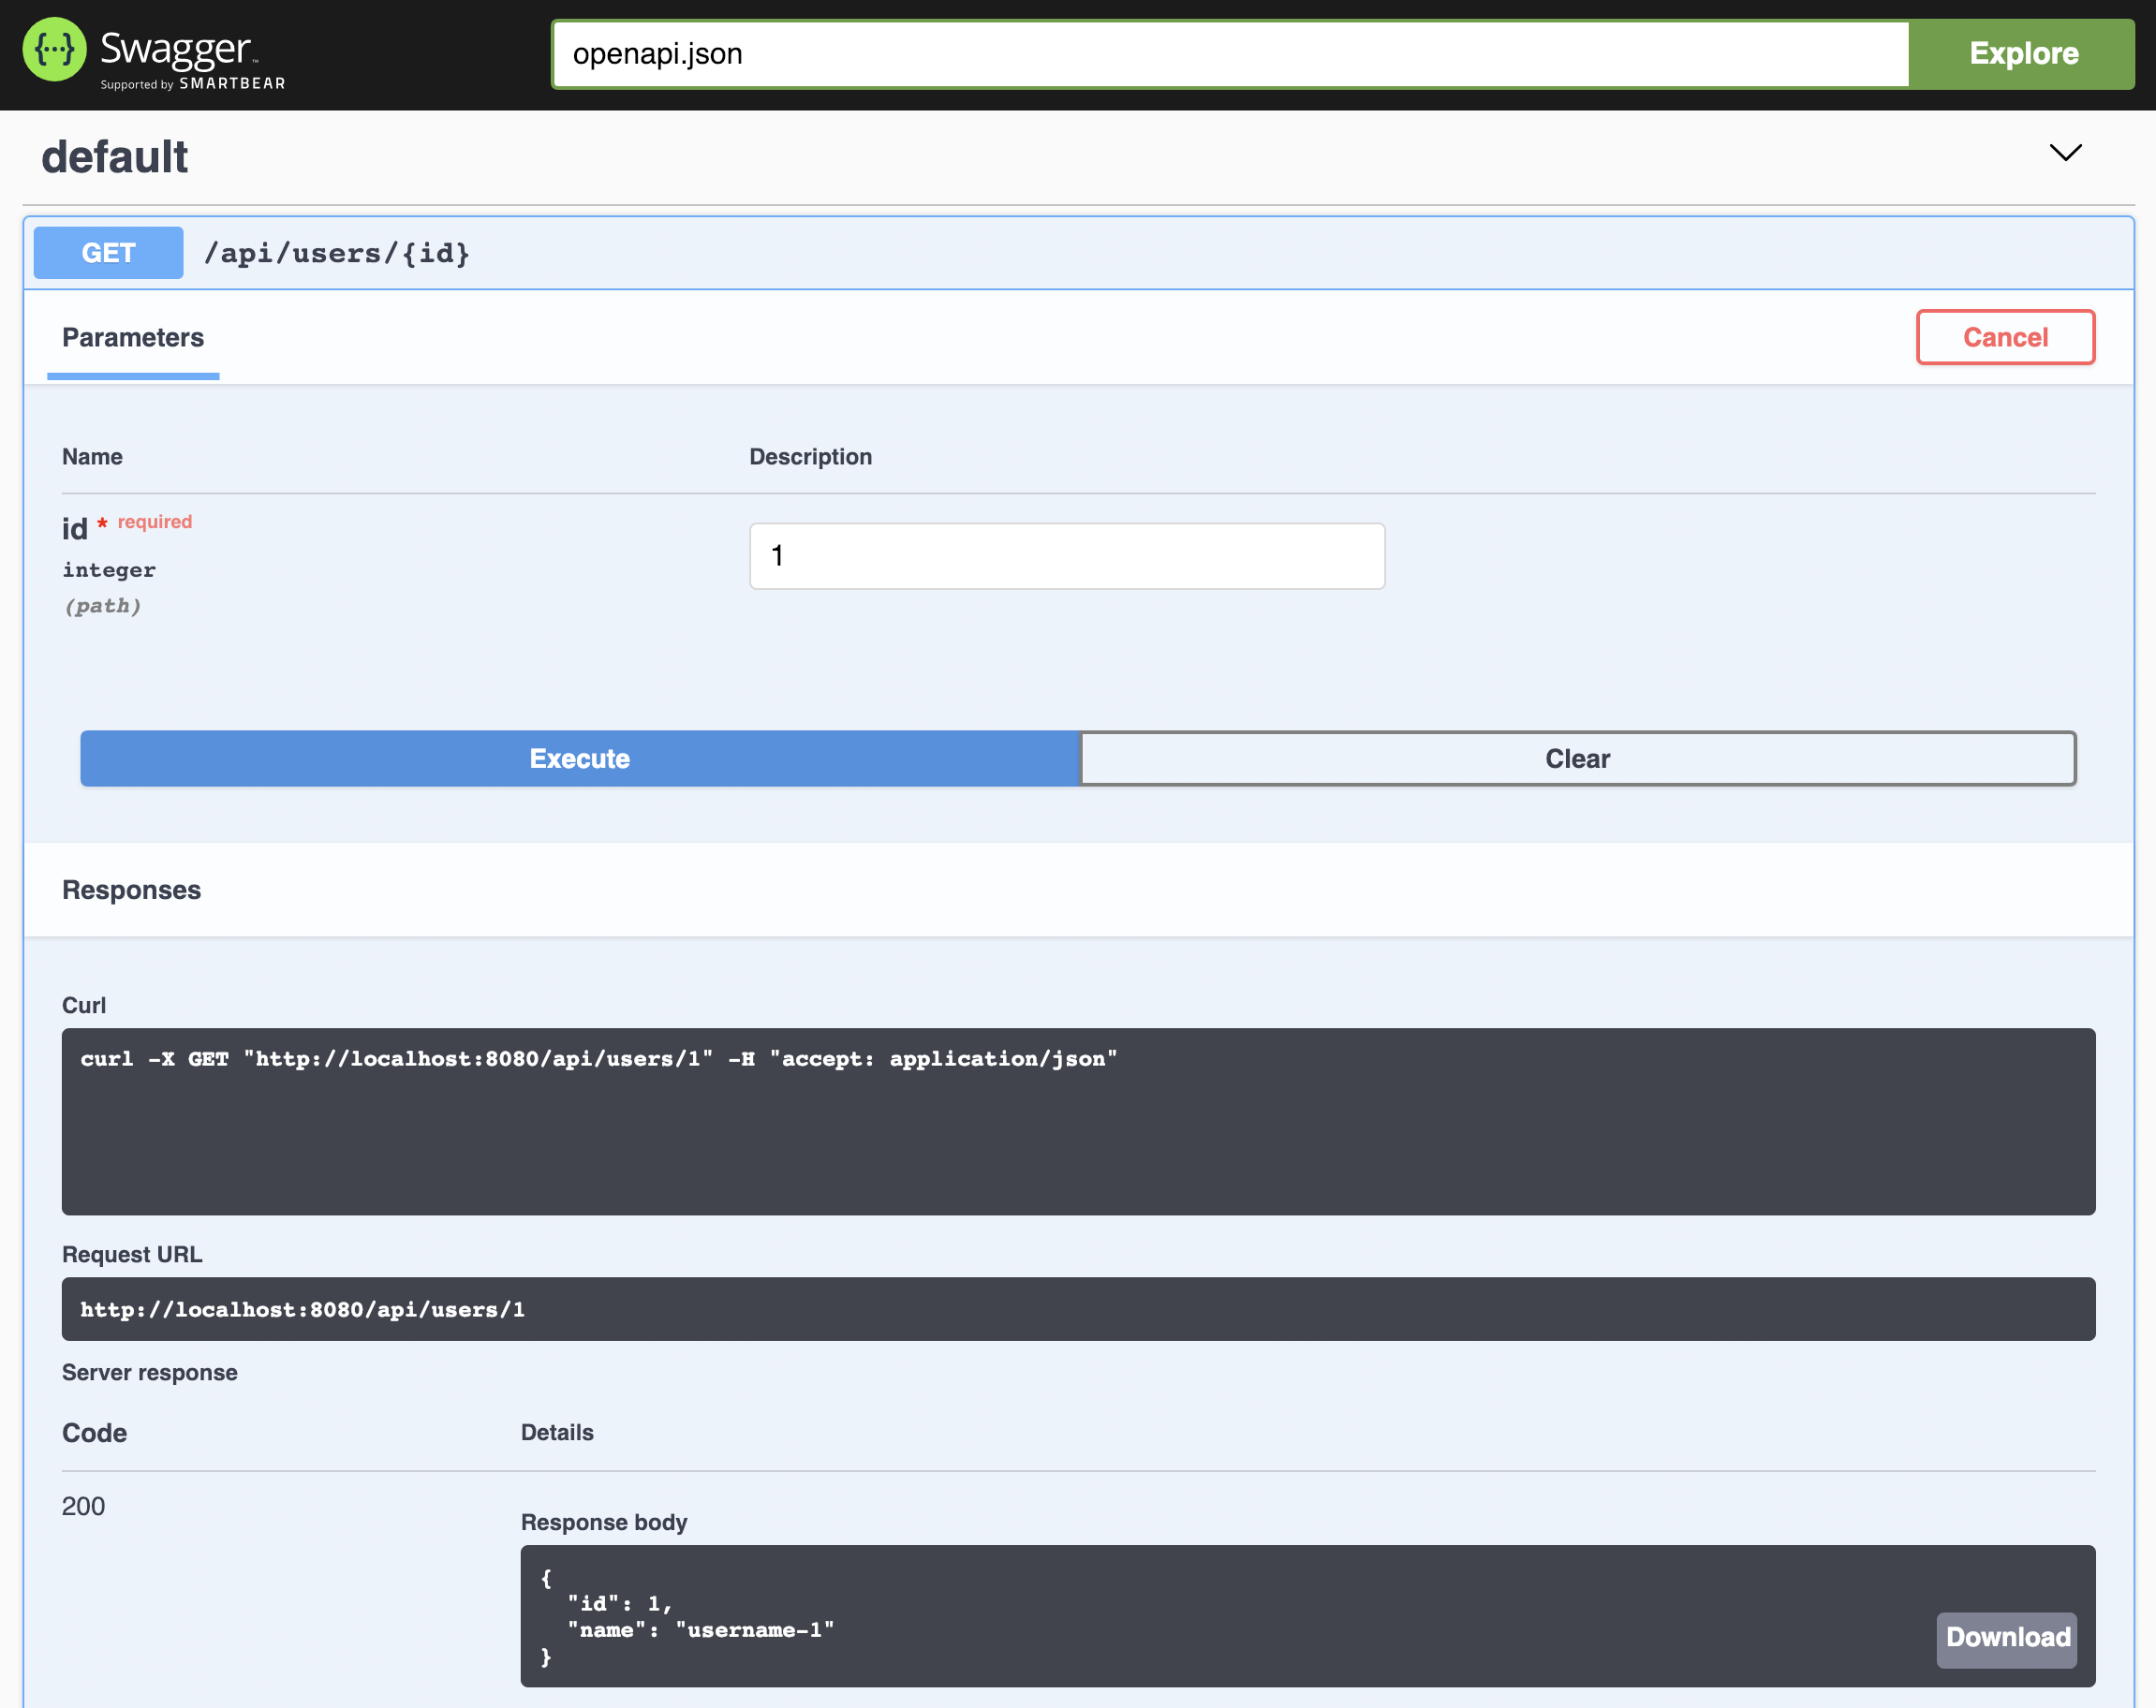 {···} Swagger™
Supported by SMARTBEAR
openapi.json
Explore
default
GET /api/users/{id}
Parameters
Cancel
Name Description
id * required
1
integer
(path)
Execute
Clear
Responses
Curl
curl -X GET "http://localhost:8080/api/users/1" -H "accept: application/json"
Request URL
http://localhost:8080/api/users/1
Server response
Code Details
200
Response body
{
  "id": 1,
  "name": "username-1"
}
Download